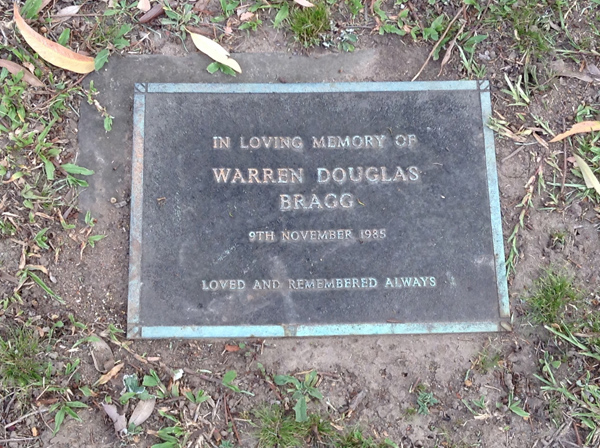 IN LOVING MEMORY OF
WARREN DOUGLAS
BRAGG
9TH NOVEMBER 1985
LOVED AND REMEMBERED ALWAYS